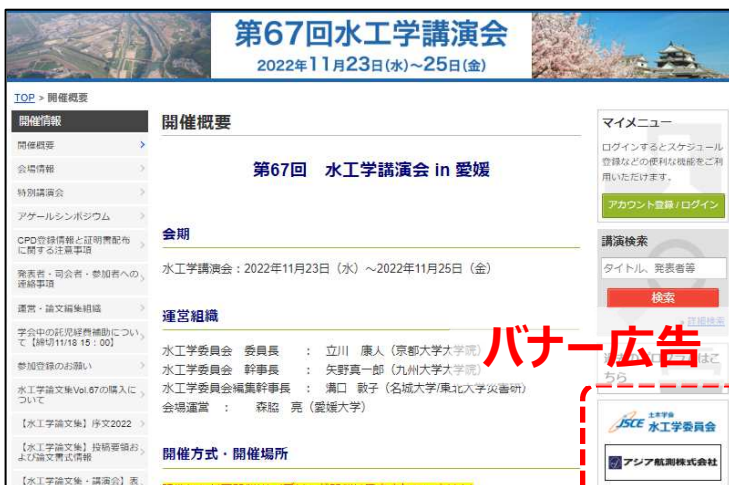 第67回水工学講演会
2022年11月23日(水)～25日(金)
TOP > 開催概要
開催情報
開催概要
会場情報
特別講演会
アゲールシンポジウム
CPD登録情報と証明書配布
に関する注意事項
発表者・司会者・参加者への
連絡事項
運営・論文編集組織
学会中の託児経費補助につい
て【締切11/18 15：00】
参加登録のお願い
水工学論文集Vol.67の購入に
ついて
【水工学論文集】序文2022
【水工学論文集】投稿要領お
よび論文書式情報
【水工学論文集・講演会】表
開催概要
第67回　水工学講演会 in 愛媛
会期
水工学講演会：2022年11月23日（水）～2022年11月25日（金）
運営組織
水工学委員会　委員長　：　立川　康人（京都大学大学院）
水工学委員会　幹事長　：　矢野真一郎（九州大学大学院）
水工学委員会編集幹事長　：　溝口　敦子（名城大学/東北大学災害研）
会場運営　：　森脇　亮（愛媛大学）
開催方式・開催場所
マイメニュー
ログインするとスケジュール
登録などの便利な機能をご利
用いただけます。
アカウント登録 / ログイン
講演検索
タイトル、発表者等
検索
詳細検索
バナー広告
ちら
JSCE 土木学会 水工学委員会
アジア航測株式会社